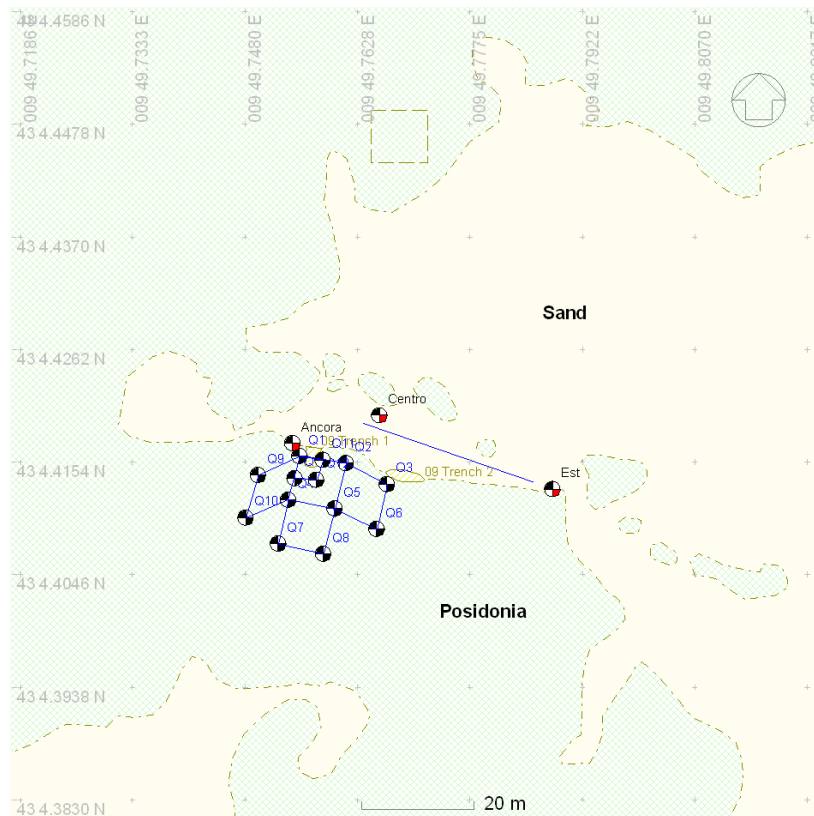 009 49.7186 E
009 49.7333 E
009 49.7480 E
009 49.7628 E
009 49.7775 E
009 49.7922 E
009 49.8070 E
43 4.4586 N
43 4.4478 N
43 4.4370 N
Sand
43 4.4262 N
Centro
Ancora
Q1
09 Trench 1
Q2
43 4.4154 N
Q9
Q3
09 Trench 2
Est
Q10
Q5
Q6
Q7
Q8
43 4.4046 N
Posidonia
43 4.3938 N
43 4.3830 N
20 m